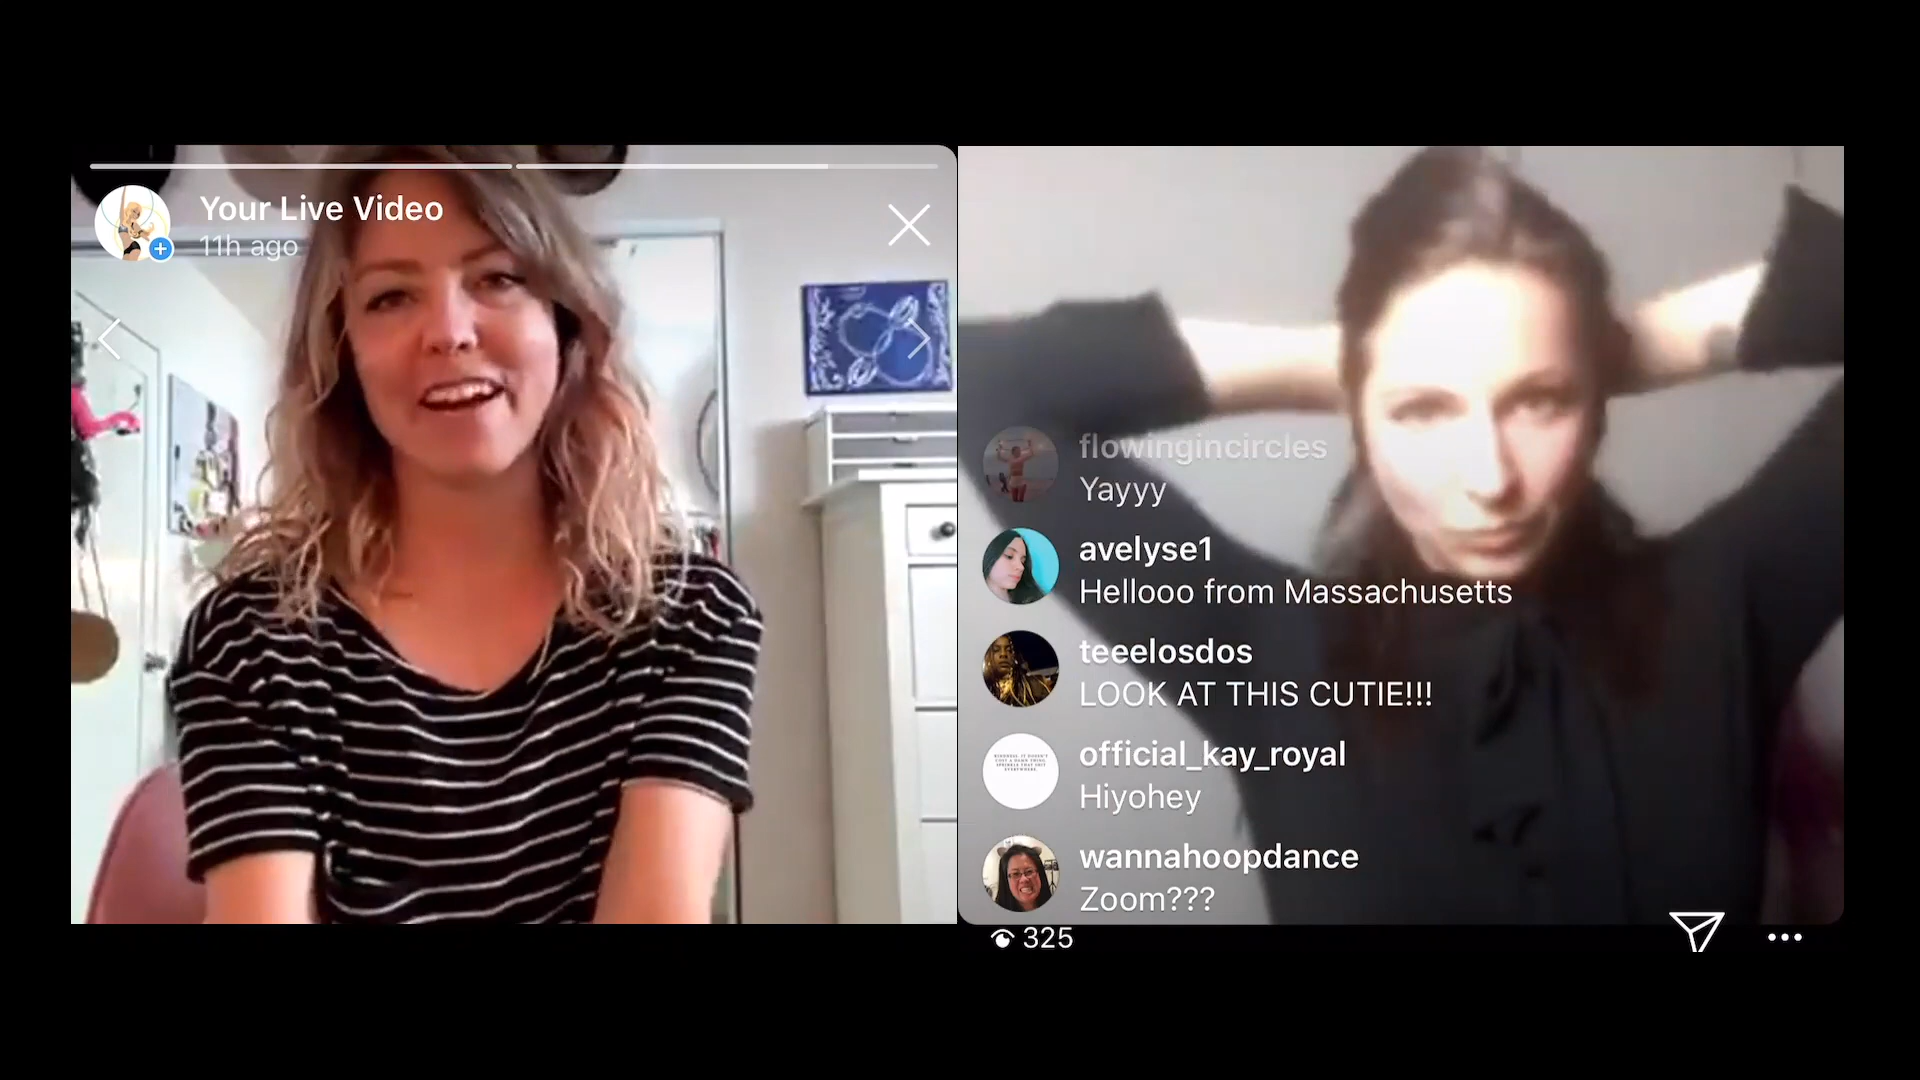 Your Live Video
11h ago
flowingincircles
Yayyy
avelyse1
Hellooo from Massachusetts
teeelosdos
LOOK AT THIS CUTIE!!!
official_kay_royal
Hiyohey
wannahoopdance
Zoom???
325